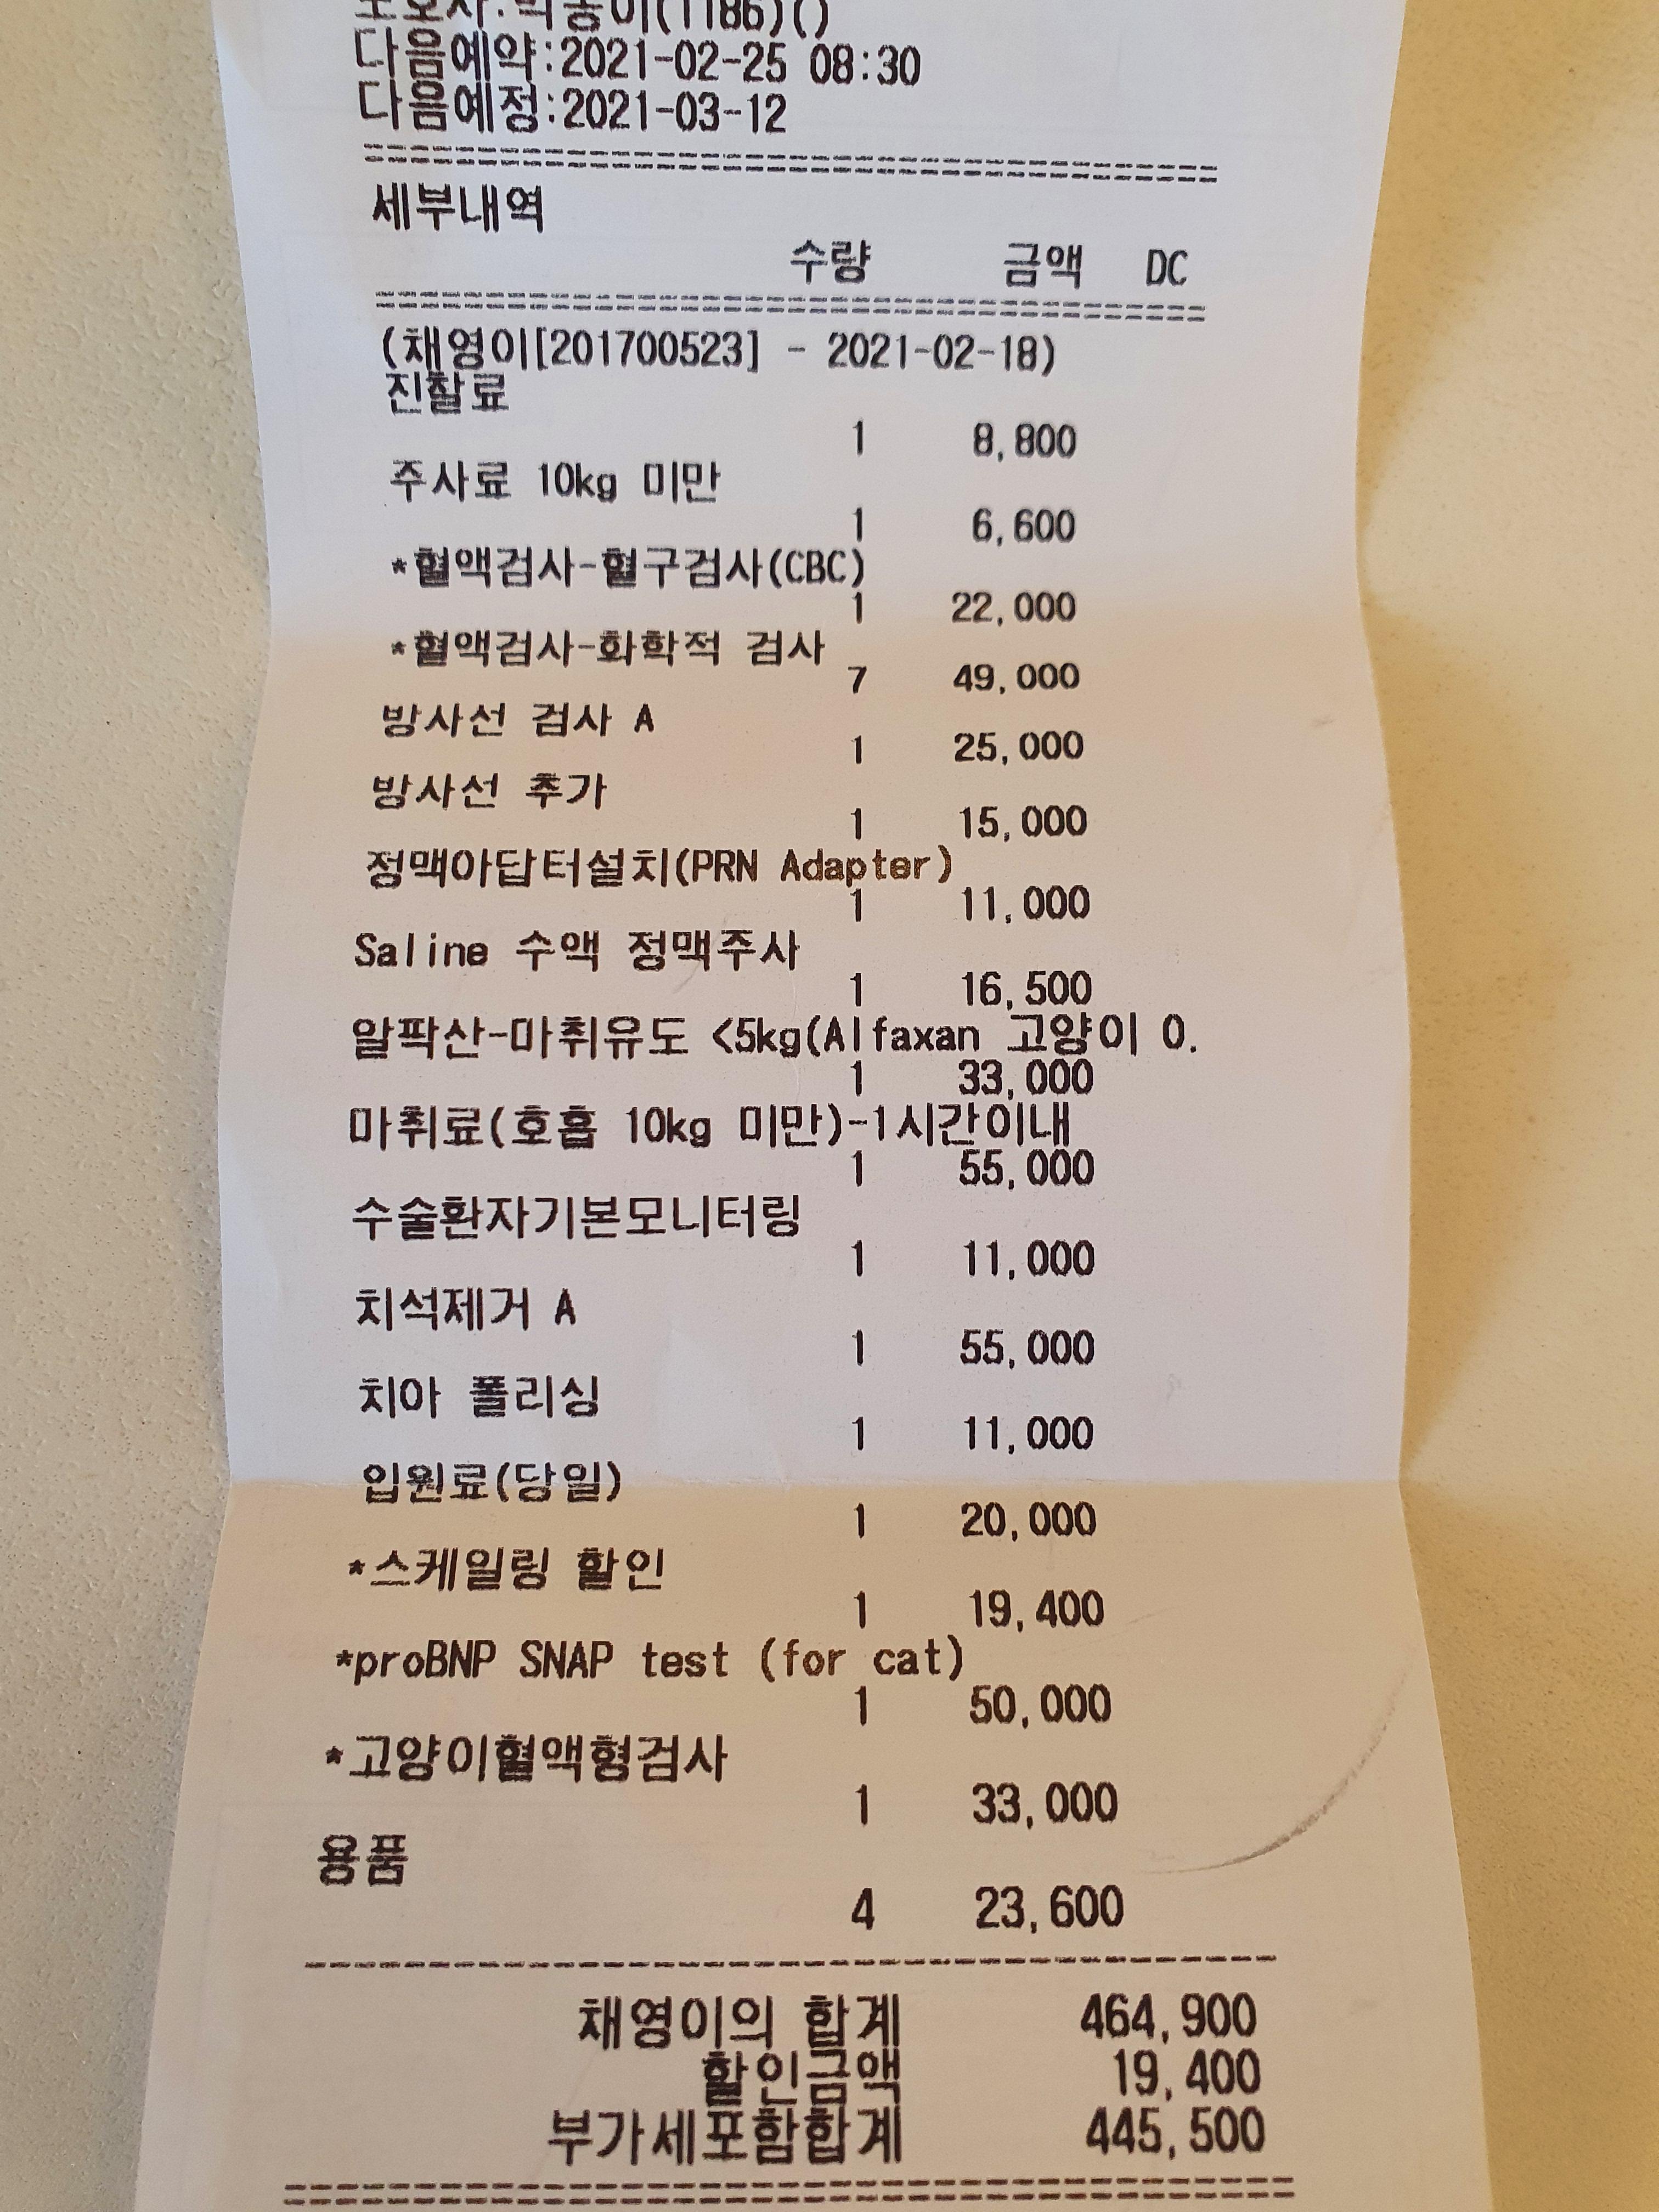 다음예약:2021-02-25 08:30
다음예정:2021-03-12
세부내역
수량 금액 DC
(채영이[201700523] - 2021-02-18)
진찰료
1 8,800
주사료 10kg 미만
1 6,600
*혈액검사-혈구검사(CBC)
1 22,000
*혈액검사-화학적 검사
7 49,000
방사선 검사 A
1 25,000
방사선 추가
1 15,000
정맥아답터설치(PRN Adapter)
1 11,000
Saline 수액 정맥주사
1 16,500
알팍산-마취유도 <5kg(Alfaxan 고양이 0.
1 33,000
마취료(호흡 10kg 미만)-1시간이내
1 55,000
수술환자기본모니터링
1 11,000
치석제거 A
1 55,000
치아 폴리싱
1 11,000
입원료(당일)
1 20,000
*스케일링 할인
1 19,400
*proBNP SNAP test (for cat)
1 50,000
*고양이혈액형검사
1 33,000
용품
4 23,600
채영이의 합계 464,900
할인금액 19,400
부가세포함합계 445,500